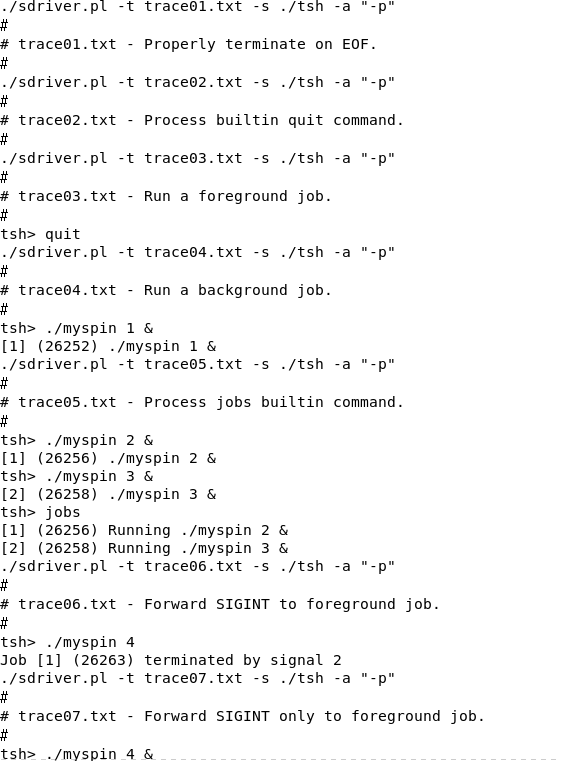 ./sdriver.pl -t trace01.txt -s ./tsh -a "-p"
#
# trace01.txt - Properly terminate on EOF.
#
./sdriver.pl -t trace02.txt -s ./tsh -a "-p"
#
# trace02.txt - Process builtin quit command.
#
./sdriver.pl -t trace03.txt -s ./tsh -a "-p"
#
# trace03.txt - Run a foreground job.
#
tsh> quit
./sdriver.pl -t trace04.txt -s ./tsh -a "-p"
#
# trace04.txt - Run a background job.
#
tsh> ./myspin 1 &
[1] (26252) ./myspin 1 &
./sdriver.pl -t trace05.txt -s ./tsh -a "-p"
#
# trace05.txt - Process jobs builtin command.
#
tsh> ./myspin 2 &
[1] (26256) ./myspin 2 &
tsh> ./myspin 3 &
[2] (26258) ./myspin 3 &
tsh> jobs
[1] (26256) Running ./myspin 2 &
[2] (26258) Running ./myspin 3 &
./sdriver.pl -t trace06.txt -s ./tsh -a "-p"
#
# trace06.txt - Forward SIGINT to foreground job.
#
tsh> ./myspin 4
Job [1] (26263) terminated by signal 2
./sdriver.pl -t trace07.txt -s ./tsh -a "-p"
#
# trace07.txt - Forward SIGINT only to foreground job.
#
tsh> ./myspin 4 &